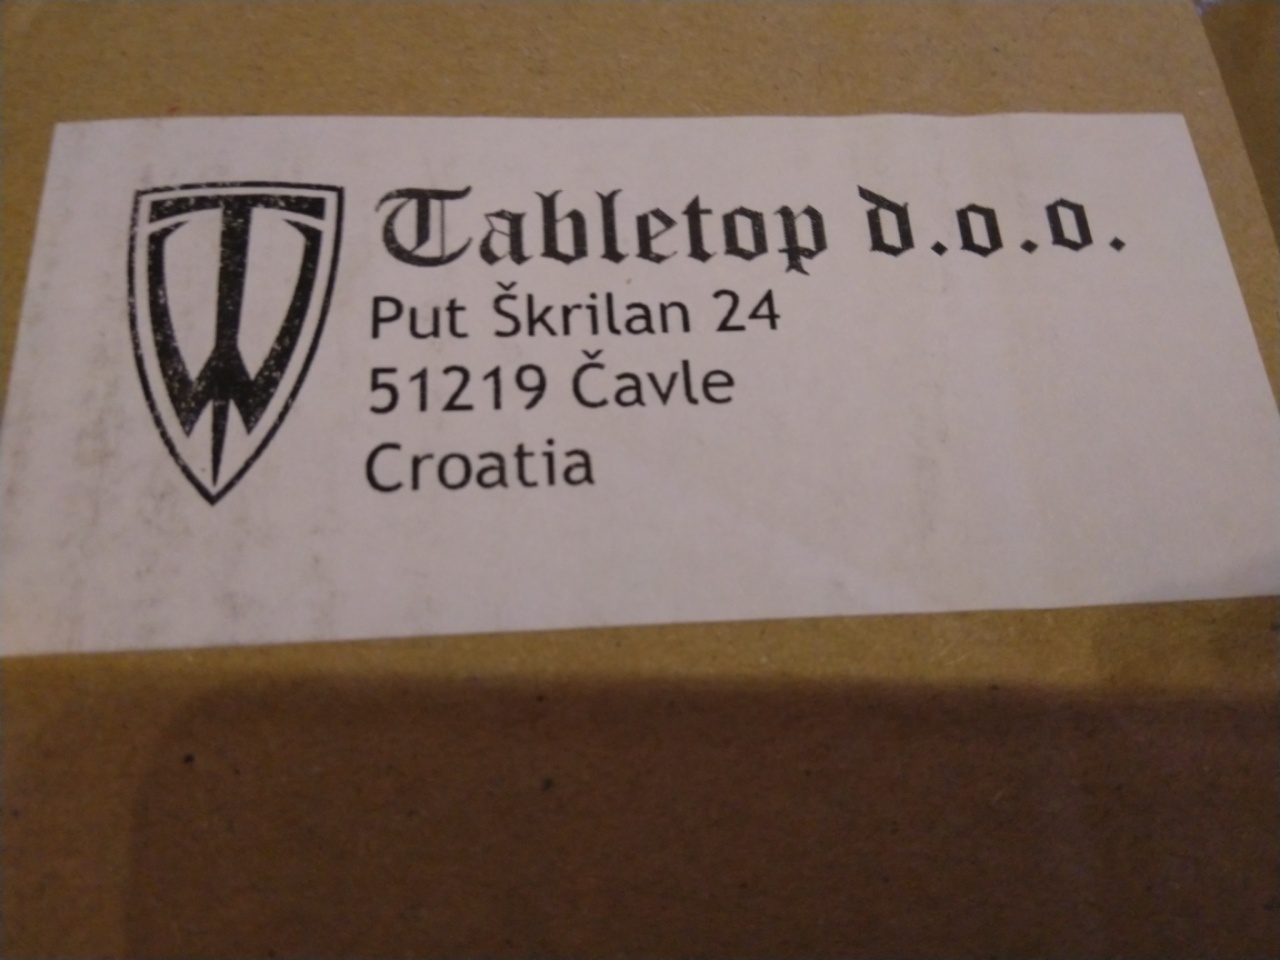 Tabletop d.o.o.
Put Škrilan 24
51219 Čavle
Croatia